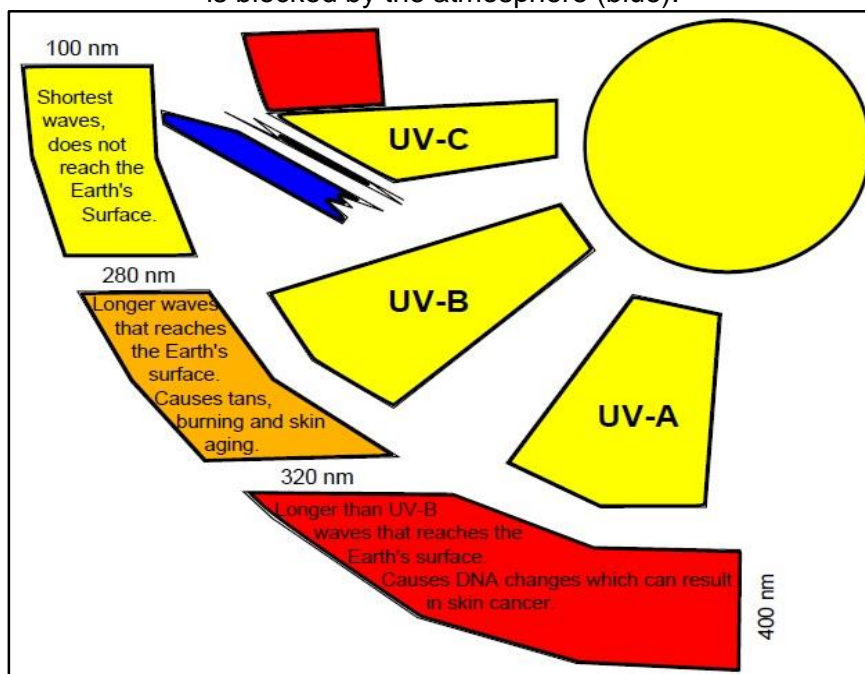 is blocked by the atmosphere (blue).
100 nm
Shortest
waves,
does not
reach the
Earth's
Surface.
UV-C
280 nm
Longer waves
that reaches
the Earth's
surface.
Causes tans,
burning and skin
aging.
UV-B
UV-A
320 nm
Longer than UV-B
waves that reaches the
Earth's surface.
Causes DNA changes which can result
in skin cancer.
400 nm